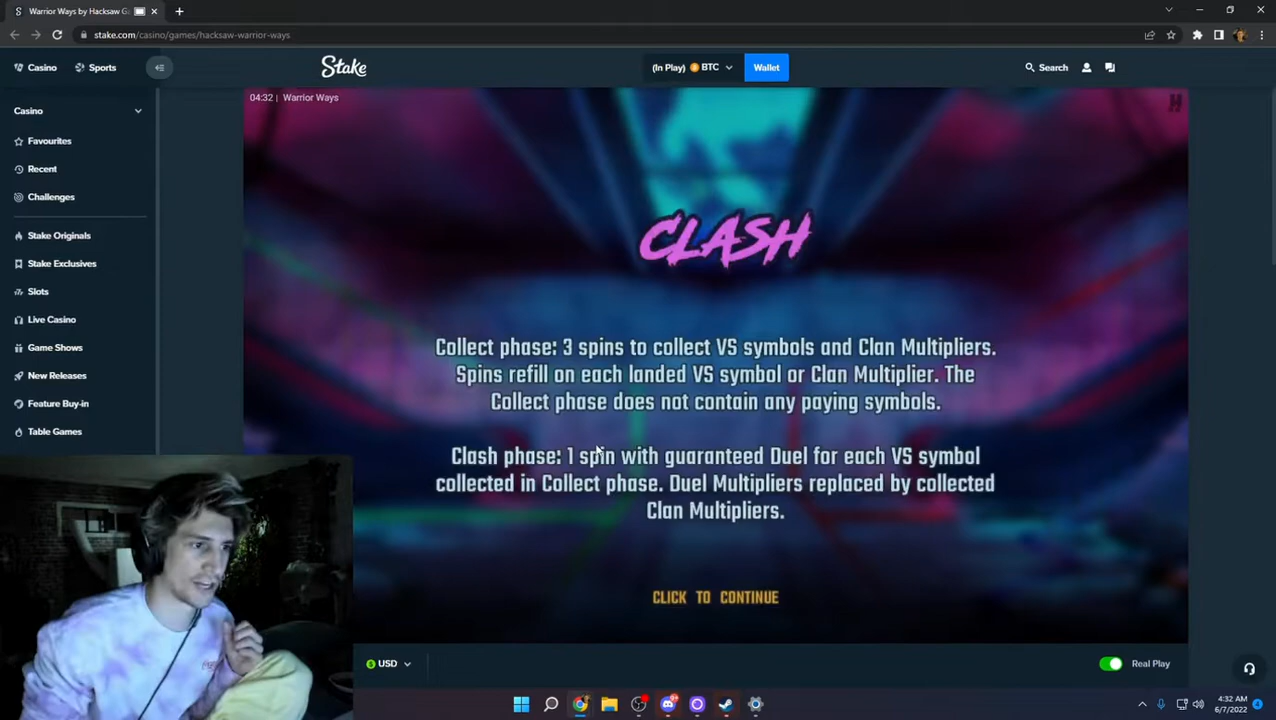 Warrior Ways by Hacksaw G
stake.com/casino/games/hacksaw-warrior-ways
Casino
Sports
Stake
(In Play) BTC
Wallet
Search
Casino
Favourites
Recent
Challenges
Stake Originals
Stake Exclusives
Slots
Live Casino
Game Shows
New Releases
Feature Buy-in
Table Games
04:32 | Warrior Ways
H
CLASH
Collect phase: 3 spins to collect VS symbols and Clan Multipliers.
Spins refill on each landed VS symbol or Clan Multiplier. The
Collect phase does not contain any paying symbols.
Clash phase: 1 spin with guaranteed Duel for each VS symbol
collected in Collect phase. Duel Multipliers replaced by collected
Clan Multipliers.
CLICK TO CONTINUE
USD
Real Play
4:32 AM
6/7/2022